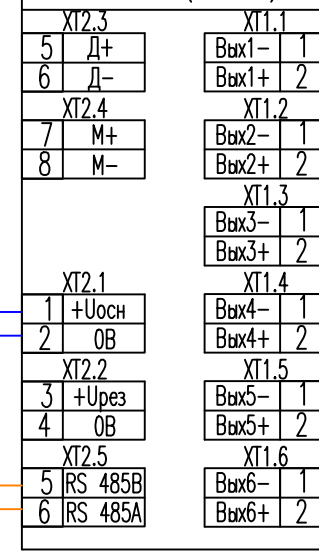 XT2.3
5 Д+
6 Д-
XT2.4
7 М+
8 М-
XT2.1
1 +Uосн
2 0В
XT2.2
3 +Uрез
4 0В
XT2.5
5 RS 485B
6 RS 485A
XT1.1
Вых1- 1
Вых1+ 2
XT1.2
Вых2- 1
Вых2+ 2
XT1.3
Вых3- 1
Вых3+ 2
XT1.4
Вых4- 1
Вых4+ 2
XT1.5
Вых5- 1
Вых5+ 2
XT1.6
Вых6- 1
Вых6+ 2